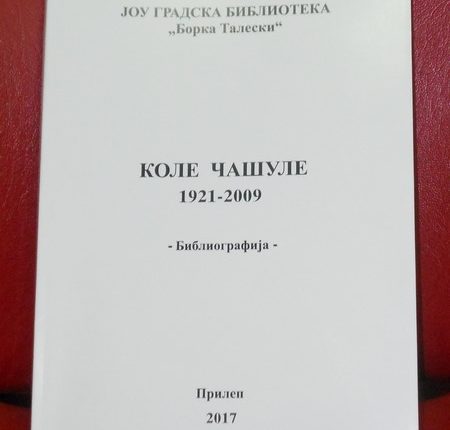 ЈОУ ГРАДСКА БИБЛИОТЕКА
„Борка Талески“
КОЛЕ ЧАШУЛЕ
1921-2009
- Библиографија -
Прилеп
2017